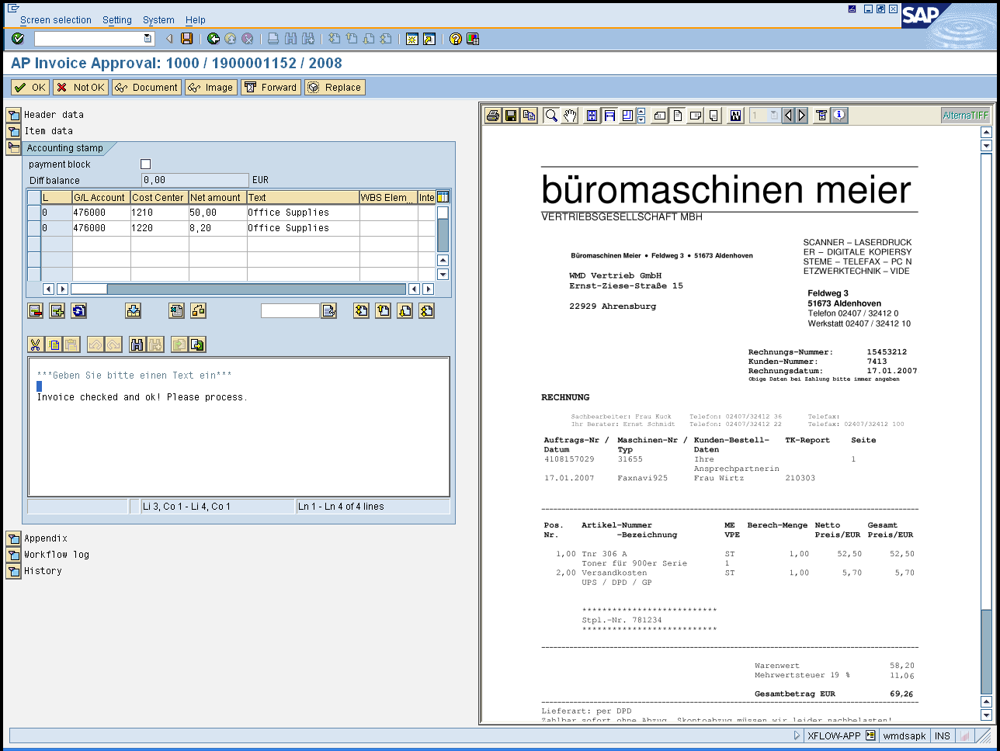 Screen selection Setting System Help
SAP
AP Invoice Approval: 1000 / 1900001152 / 2008
OK Not OK Document Image Forward Replace
Header data
Item data
Accounting stamp
payment block
Diff balance 0,00 EUR
L G/L Account Cost Center Net amount Text WBS Elem... Inte
0 476000 1210 50,00 Office Supplies
0 476000 1220 8,20 Office Supplies
***Geben Sie bitte einen Text ein***
Invoice checked and ok! Please process.
Li 3, Co 1 - Li 4, Co 1 Ln 1 - Ln 4 of 4 lines
Appendix
Workflow log
History
1
AlternaTIFF
büromaschinen meier
VERTRIEBSGESELLSCHAFT MBH
SCANNER – LASERDRUCK
ER – DIGITALE KOPIERSY
STEME – TELEFAX – PC N
ETZWERKTECHNIK – VIDE
Büromaschinen Meier • Feldweg 3 • 51673 Aldenhoven
WMD Vertrieb GmbH
Ernst-Ziese-Straße 15
22929 Ahrensburg
Feldweg 3
51673 Aldenhoven
Telefon 02407 / 32412 0
Werkstatt 02407 / 32412 10
Rechnungs-Nummer: 15453212
Kunden-Nummer: 7413
Rechnungsdatum: 17.01.2007
Obige Daten bei Zahlung bitte immer angeben
RECHNUNG
Sachbearbeiter: Frau Kuck Telefon: 02407/32412 36 Telefax:
Ihr Berater: Ernst Schmidt Telefon: 02407/32412 22 Telefax: 02407/32412 100
Auftrags-Nr / Maschinen-Nr / Kunden-Bestell- TK-Report Seite
Datum Typ Daten
4108157029 31655 Ihre 1
Ansprechpartnerin
17.01.2007 Faxnavi925 Frau Wirtz 210303
Pos. Artikel-Nummer ME Berech-Menge Netto Gesamt
Nr. -Bezeichnung VPE Preis/EUR Preis/EUR
1,00 Tnr 306 A ST 1,00 52,50 52,50
Toner für 900er Serie 1
2,00 Versandkosten ST 1,00 5,70 5,70
UPS / DPD / GP
***************************
Stpl.-Nr. 781234
***************************
Warenwert 58,20
Mehrwertsteuer 19 % 11,06
Gesamtbetrag EUR 69,26
Lieferart: per DPD
Zahlbar sofort ohne Abzug. Skontoabzug müssen wir leider nachbelasten!
XFLOW-APP wmdsapk INS